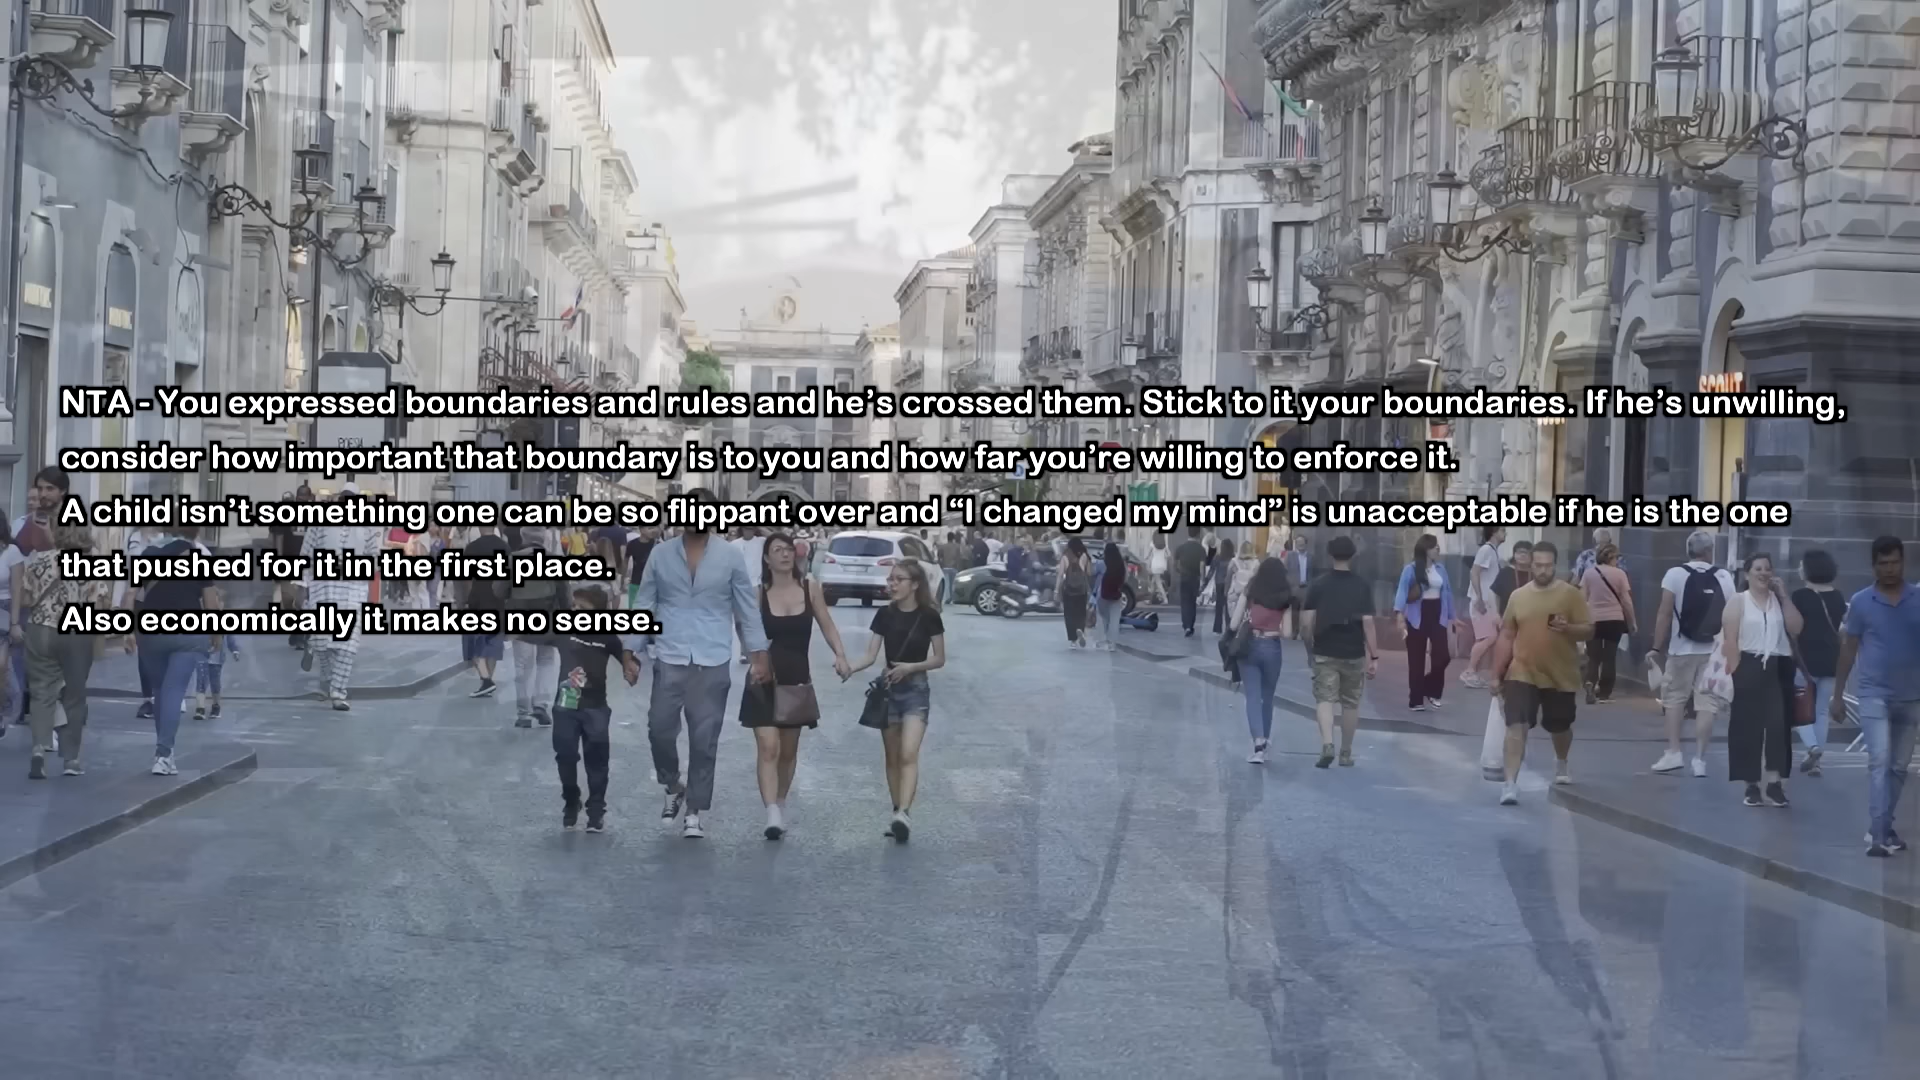 NTA - You expressed boundaries and rules and he’s crossed them. Stick to it your boundaries. If he’s unwilling,
consider how important that boundary is to you and how far you’re willing to enforce it.
A child isn’t something one can be so flippant over and “I changed my mind” is unacceptable if he is the one
that pushed for it in the first place.
Also economically it makes no sense.
SCOUT